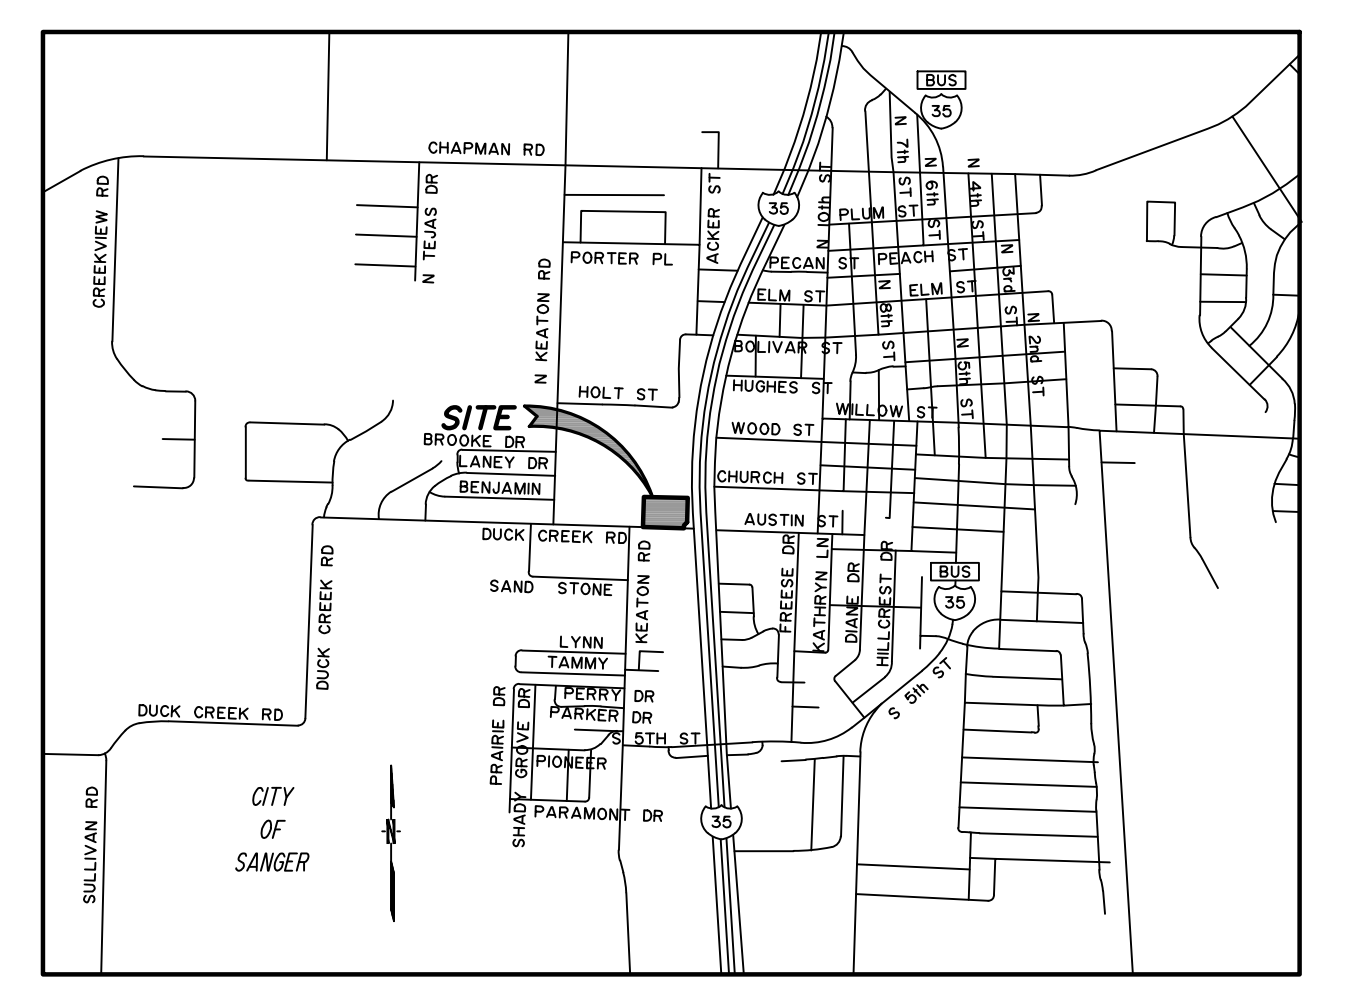 BUS
35
CHAPMAN RD
CREEKVIEW RD
N TEJAS DR
ACKER ST
35
N 10th ST
N 7th ST
N 6th ST
N 4th ST
PLUM ST
PORTER PL
PECAN ST
PEACH ST
N 3rd ST
N KEATON RD
ELM ST
N 8th ST
ELM ST
N 2nd ST
BOLIVAR ST
N 5th ST
HOLT ST
HUGHES ST
SITE
WILLOW ST
BROOKE DR
WOOD ST
LANEY DR
BENJAMIN
CHURCH ST
AUSTIN ST
DUCK CREEK RD
DUCK CREEK RD
KEATON RD
FREESE DR
KATHRYN LN
DIANE DR
HILLCREST DR
BUS
35
SAND STONE
LYNN
TAMMY
S 5th ST
PRAIRIE DR
SHADY GROVE DR
PERRY DR
DUCK CREEK RD
PARKER DR
S 5TH ST
PIONEER
SULLIVAN RD
PARAMONT DR
35
CITY
OF
SANGER
N